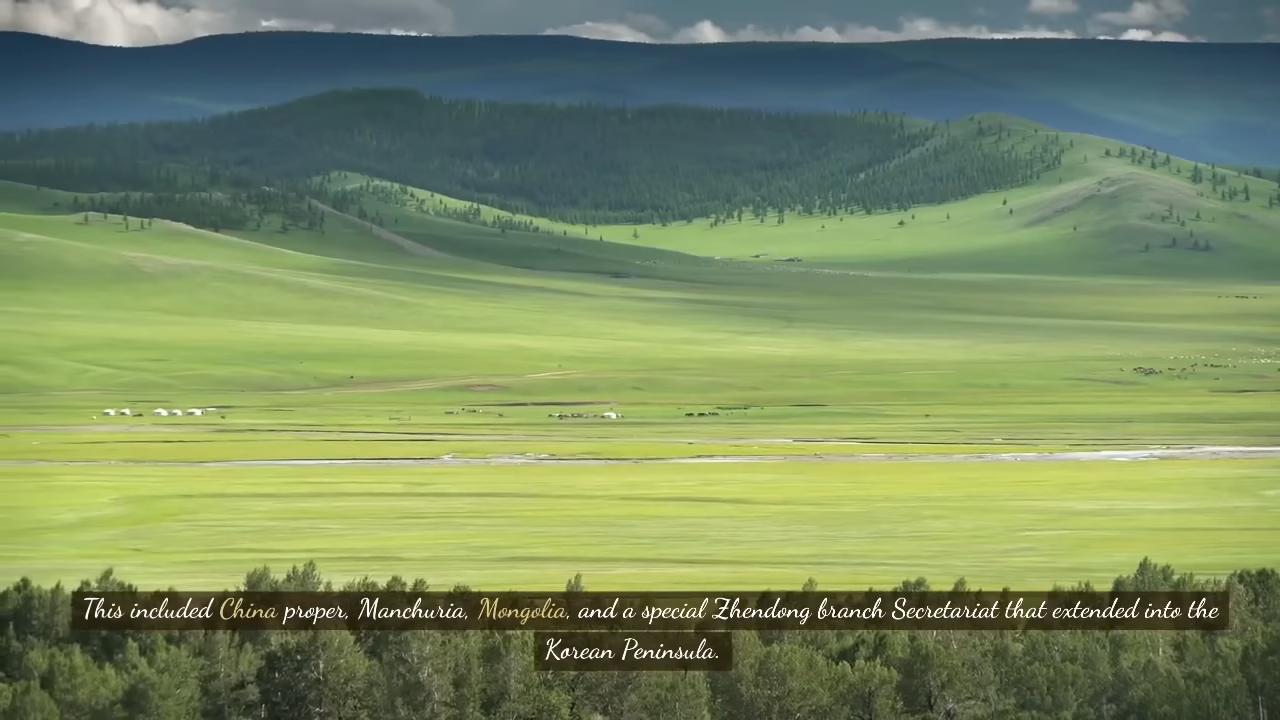 This included China proper, Manchuria, Mongolia, and a special Zhendong branch Secretariat that extended into the
Korean Peninsula.